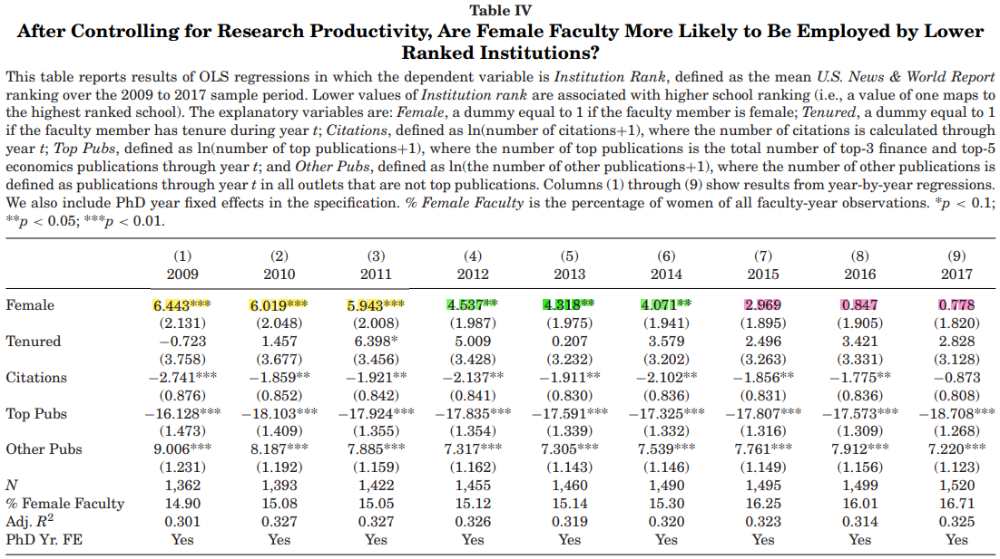 Table IV
After Controlling for Research Productivity, Are Female Faculty More Likely to Be Employed by Lower
Ranked Institutions?
This table reports results of OLS regressions in which the dependent variable is Institution Rank, defined as the mean U.S. News & World Report
ranking over the 2009 to 2017 sample period. Lower values of Institution rank are associated with higher school ranking (i.e., a value of one maps to
the highest ranked school). The explanatory variables are: Female, a dummy equal to 1 if the faculty member is female; Tenured, a dummy equal to 1
if the faculty member has tenure during year t; Citations, defined as ln(number of citations+1), where the number of citations is calculated through
year t; Top Pubs, defined as ln(number of top publications+1), where the number of top publications is the total number of top-3 finance and top-5
economics publications through year t; and Other Pubs, defined as ln(the number of other publications+1), where the number of other publications is
defined as publications through year t in all outlets that are not top publications. Columns (1) through (9) show results from year-by-year regressions.
We also include PhD year fixed effects in the specification. % Female Faculty is the percentage of women of all faculty-year observations. *p < 0.1;
**p < 0.05; ***p < 0.01.
(1) (2) (3) (4) (5) (6) (7) (8) (9)
2009 2010 2011 2012 2013 2014 2015 2016 2017
Female 6.443*** 6.019*** 5.943*** 4.537** 4.318** 4.071** 2.969 0.847 0.778
(2.131) (2.048) (2.008) (1.987) (1.975) (1.941) (1.895) (1.905) (1.820)
Tenured −0.723 1.457 6.398* 5.009 0.207 3.579 2.496 3.421 2.828
(3.758) (3.677) (3.456) (3.428) (3.232) (3.202) (3.263) (3.331) (3.128)
Citations −2.741*** −1.859** −1.921** −2.137** −1.911** −2.102** −1.856** −1.775** −0.873
(0.876) (0.852) (0.842) (0.841) (0.830) (0.836) (0.831) (0.836) (0.808)
Top Pubs −16.128*** −18.103*** −17.924*** −17.835*** −17.591*** −17.325*** −17.807*** −17.573*** −18.708***
(1.473) (1.409) (1.355) (1.354) (1.339) (1.332) (1.316) (1.309) (1.268)
Other Pubs 9.006*** 8.187*** 7.885*** 7.317*** 7.305*** 7.539*** 7.761*** 7.912*** 7.220***
(1.231) (1.192) (1.159) (1.162) (1.143) (1.146) (1.149) (1.156) (1.123)
N 1,362 1,393 1,422 1,455 1,460 1,490 1,495 1,499 1,520
% Female Faculty 14.90 15.08 15.05 15.12 15.14 15.30 16.25 16.01 16.71
Adj. R² 0.301 0.327 0.327 0.326 0.319 0.320 0.323 0.314 0.325
PhD Yr. FE Yes Yes Yes Yes Yes Yes Yes Yes Yes